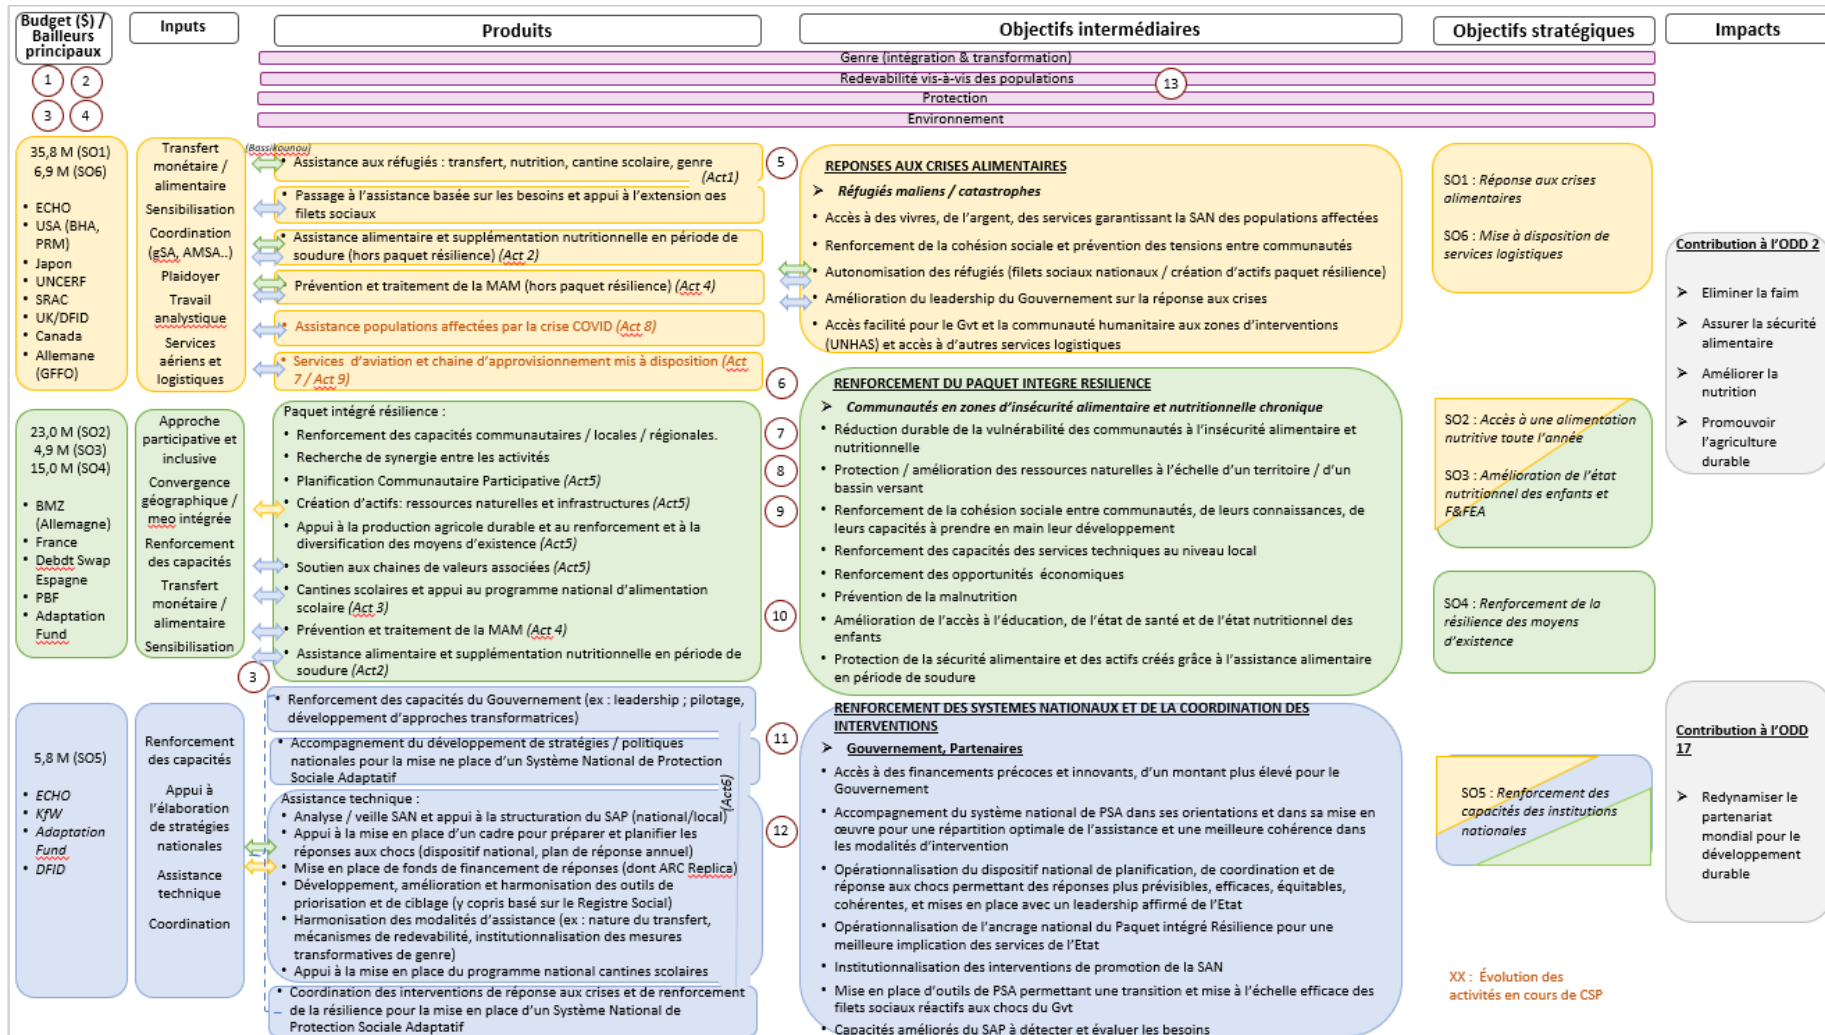 Budget ($) /
Bailleurs
principaux
Inputs
Produits
Objectifs intermédiaires
Objectifs stratégiques
Impacts
Genre (intégration & transformation)
Redevabilité vis-à-vis des populations
Protection
Environnement
1
2
3
4
13
35,8 M (SO1)
6,9 M (SO6)
• ECHO
• USA (BHA,
PRM)
• Japon
• UNCERF
• SRAC
• UK/DFID
• Canada
• Allemane
(GFFO)
Transfert
monétaire /
alimentaire
Sensibilisation
Coordination
(gSA, AMSA..)
Plaidoyer
Travail
analytique
Services
aériens et
logistiques
(Bassikounou)
• Assistance aux réfugiés : transfert, nutrition, cantine scolaire, genre
(Act1)
• Passage à l'assistance basée sur les besoins et appui à l'extension des
filets sociaux
• Assistance alimentaire et supplémentation nutritionnelle en période de
soudure (hors paquet résilience) (Act 2)
• Prévention et traitement de la MAM (hors paquet résilience) (Act 4)
• Assistance populations affectées par la crise COVID (Act 8)
• Services d'aviation et chaine d'approvisionnement mis à disposition (Act
7 / Act 9)
5
REPONSES AUX CRISES ALIMENTAIRES
➤ Réfugiés maliens / catastrophes
• Accès à des vivres, de l'argent, des services garantissant la SAN des populations affectées
• Renforcement de la cohésion sociale et prévention des tensions entre communautés
• Autonomisation des réfugiés (filets sociaux nationaux / création d'actifs paquet résilience)
• Amélioration du leadership du Gouvernement sur la réponse aux crises
• Accès facilité pour le Gvt et la communauté humanitaire aux zones d'interventions
(UNHAS) et accès à d'autres services logistiques
SO1 : Réponse aux crises
alimentaires
SO6 : Mise à disposition de
services logistiques
Contribution à l'ODD 2
➤ Eliminer la faim
➤ Assurer la sécurité
alimentaire
➤ Améliorer la
nutrition
➤ Promouvoir
l'agriculture
durable
23,0 M (SO2)
4,9 M (SO3)
15,0 M (SO4)
• BMZ
(Allemagne)
• France
• Debdt Swap
Espagne
• PBF
• Adaptation
Fund
Approche
participative et
inclusive
Convergence
géographique /
meo intégrée
Renforcement
des capacités
Transfert
monétaire /
alimentaire
Sensibilisation
Paquet intégré résilience :
• Renforcement des capacités communautaires / locales / régionales.
• Recherche de synergie entre les activités
• Planification Communautaire Participative (Act5)
• Création d'actifs: ressources naturelles et infrastructures (Act5)
• Appui à la production agricole durable et au renforcement et à la
diversification des moyens d'existence (Act5)
• Soutien aux chaines de valeurs associées (Act5)
• Cantines scolaires et appui au programme national d'alimentation
scolaire (Act 3)
• Prévention et traitement de la MAM (Act 4)
• Assistance alimentaire et supplémentation nutritionnelle en période de
soudure (Act2)
6
7
8
9
10
RENFORCEMENT DU PAQUET INTEGRE RESILIENCE
➤ Communautés en zones d'insécurité alimentaire et nutritionnelle chronique
• Réduction durable de la vulnérabilité des communautés à l'insécurité alimentaire et
nutritionnelle
• Protection / amélioration des ressources naturelles à l'échelle d'un territoire / d'un
bassin versant
• Renforcement de la cohésion sociale entre communautés, de leurs connaissances, de
leurs capacités à prendre en main leur développement
• Renforcement des capacités des services techniques au niveau local
• Renforcement des opportunités économiques
• Prévention de la malnutrition
• Amélioration de l'accès à l'éducation, de l'état de santé et de l'état nutritionnel des
enfants
• Protection de la sécurité alimentaire et des actifs créés grâce à l'assistance alimentaire
en période de soudure
SO2 : Accès à une alimentation
nutritive toute l'année
SO3 : Amélioration de l'état
nutritionnel des enfants et
F&FEA
SO4 : Renforcement de la
résilience des moyens
d'existence
3
5,8 M (SO5)
• ECHO
• KfW
• Adaptation
Fund
• DFID
Renforcement
des capacités
Appui à
l'élaboration
de stratégies
nationales
Assistance
technique
Coordination
• Renforcement des capacités du Gouvernement (ex : leadership ; pilotage,
développement d'approches transformatrices)
• Accompagnement du développement de stratégies / politiques
nationales pour la mise ne place d'un Système National de Protection
Sociale Adaptatif
(Act6)
Assistance technique :
• Analyse / veille SAN et appui à la structuration du SAP (national/local)
• Appui à la mise en place d'un cadre pour préparer et planifier les
réponses aux chocs (dispositif national, plan de réponse annuel)
• Mise en place de fonds de financement de réponses (dont ARC Replica)
• Développement, amélioration et harmonisation des outils de
priorisation et de ciblage (y copris basé sur le Registre Social)
• Harmonisation des modalités d'assistance (ex : nature du transfert,
mécanismes de redevabilité, institutionnalisation des mesures
transformatives de genre)
• Appui à la mise en place du programme national cantines scolaires
• Coordination des interventions de réponse aux crises et de renforcement
de la résilience pour la mise en place d'un Système National de
Protection Sociale Adaptatif
11
12
RENFORCEMENT DES SYSTEMES NATIONAUX ET DE LA COORDINATION DES
INTERVENTIONS
➤ Gouvernement, Partenaires
• Accès à des financements précoces et innovants, d'un montant plus élevé pour le
Gouvernement
• Accompagnement du système national de PSA dans ses orientations et dans sa mise en
œuvre pour une répartition optimale de l'assistance et une meilleure cohérence dans
les modalités d'intervention
• Opérationnalisation du dispositif national de planification, de coordination et de
réponse aux chocs permettant des réponses plus prévisibles, efficaces, équitables,
cohérentes, et mises en place avec un leadership affirmé de l'Etat
• Opérationnalisation de l'ancrage national du Paquet intégré Résilience pour une
meilleure implication des services de l'Etat
• Institutionnalisation des interventions de promotion de la SAN
• Mise en place d'outils de PSA permettant une transition et mise à l'échelle efficace des
filets sociaux réactifs aux chocs du Gvt
• Capacités améliorés du SAP à détecter et évaluer les besoins
SO5 : Renforcement des
capacités des institutions
nationales
Contribution à l'ODD
17
➤ Redynamiser le
partenariat
mondial pour le
développement
durable
XX : Évolution des
activités en cours de CSP